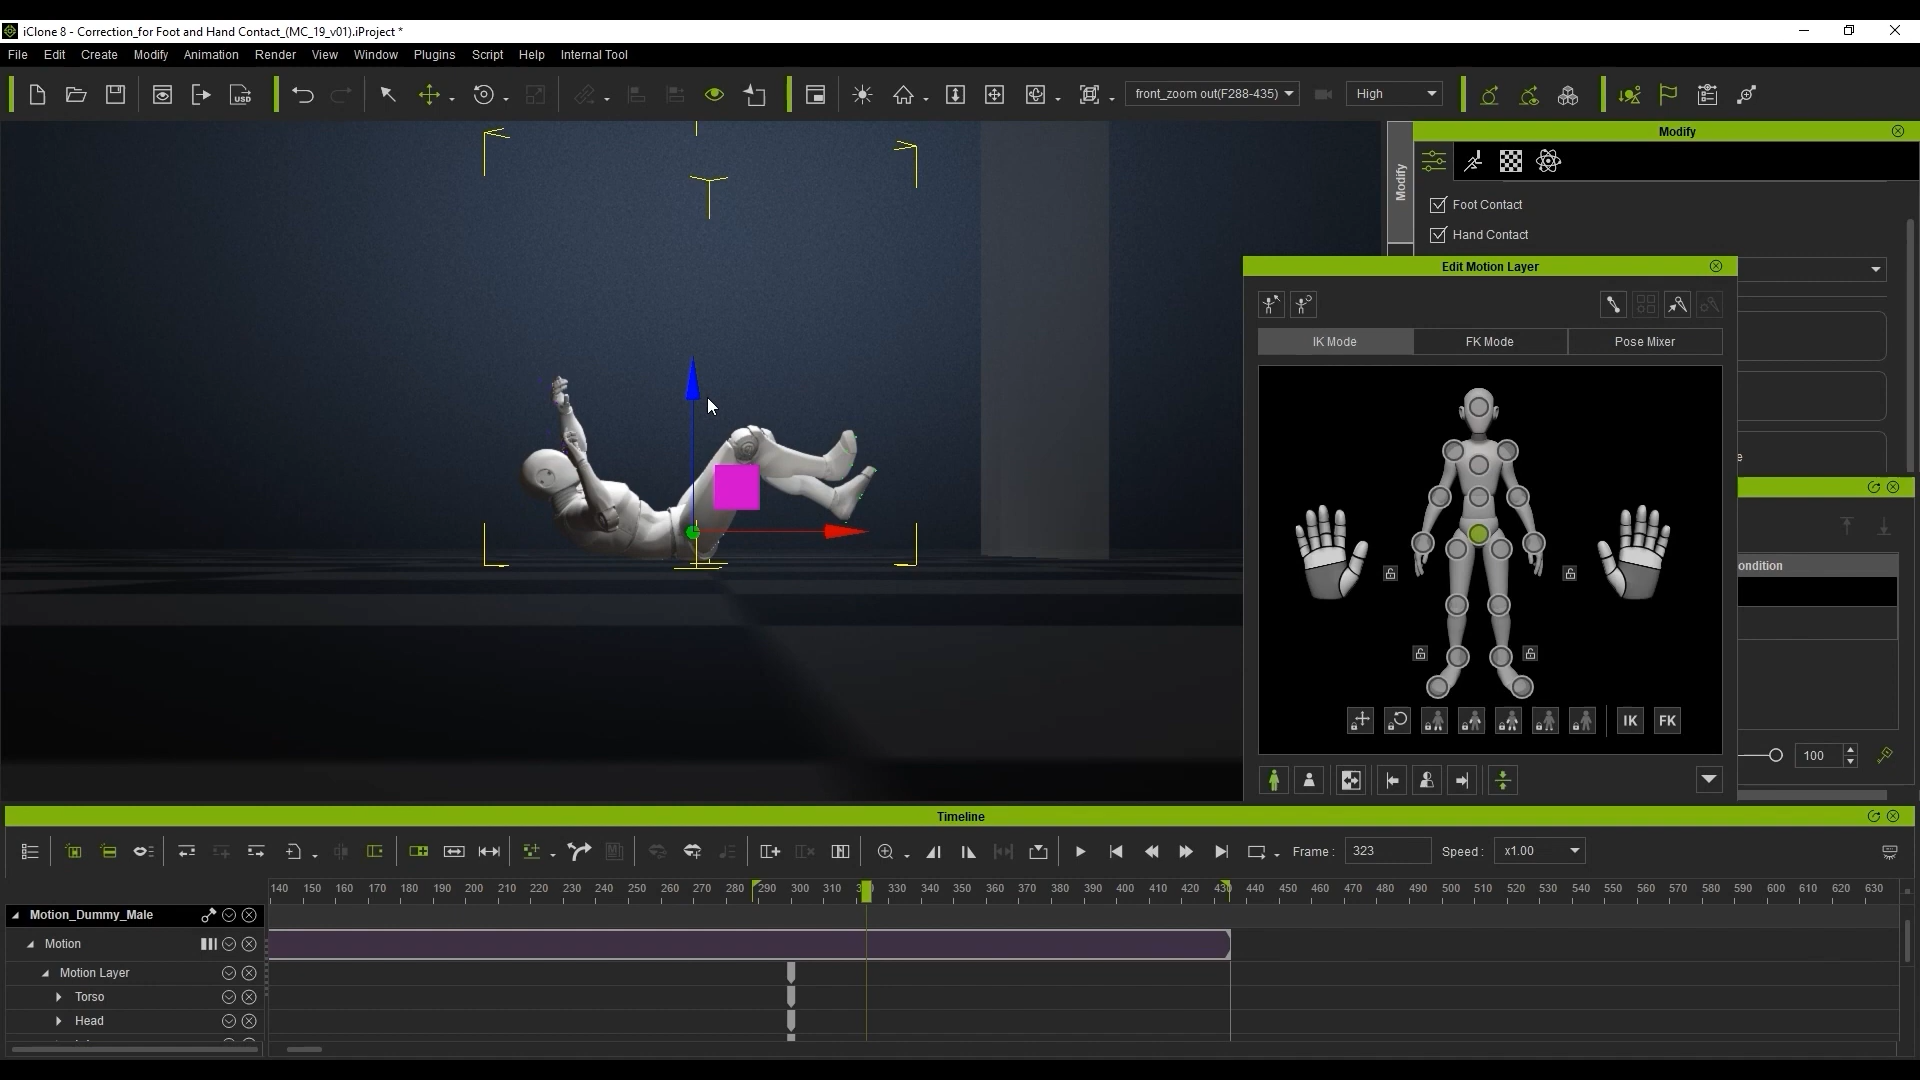 iClone 8 - Correction_for Foot and Hand Contact_(MC_19_v01).iProject *
File Edit Create Modify Animation Render View Window Plugins Script Help Internal Tool
USD
front_zoom out(F288-435)
High
Modify
Modify
Foot Contact
Hand Contact
Edit Motion Layer
IK Mode FK Mode Pose Mixer
e
ondition
IK FK
100
Timeline
Frame : 323 Speed : x1.00
140 150 160 170 180 190 200 210 220 230 240 250 260 270 280 290 300 310 330 340 350 360 370 380 390 400 410 420 430 440 450 460 470 480 490 500 510 520 530 540 550 560 570 580 590 600 610 620 630
Motion_Dummy_Male
Motion
Motion Layer
Torso
Head